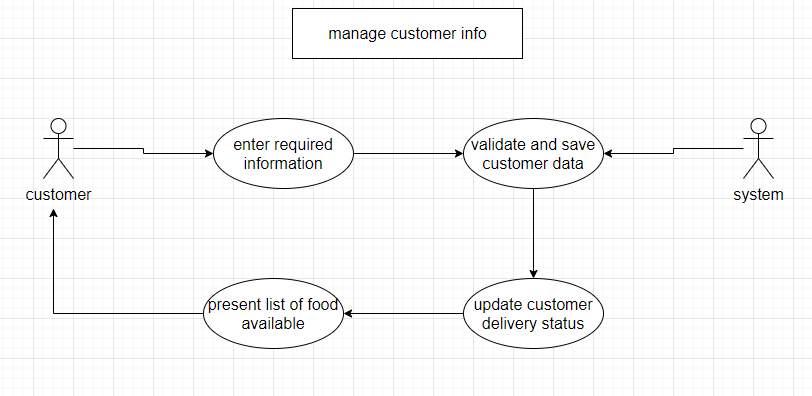 manage customer info
enter required
information
validate and save
customer data
customer
system
present list of food
available
update customer
delivery status